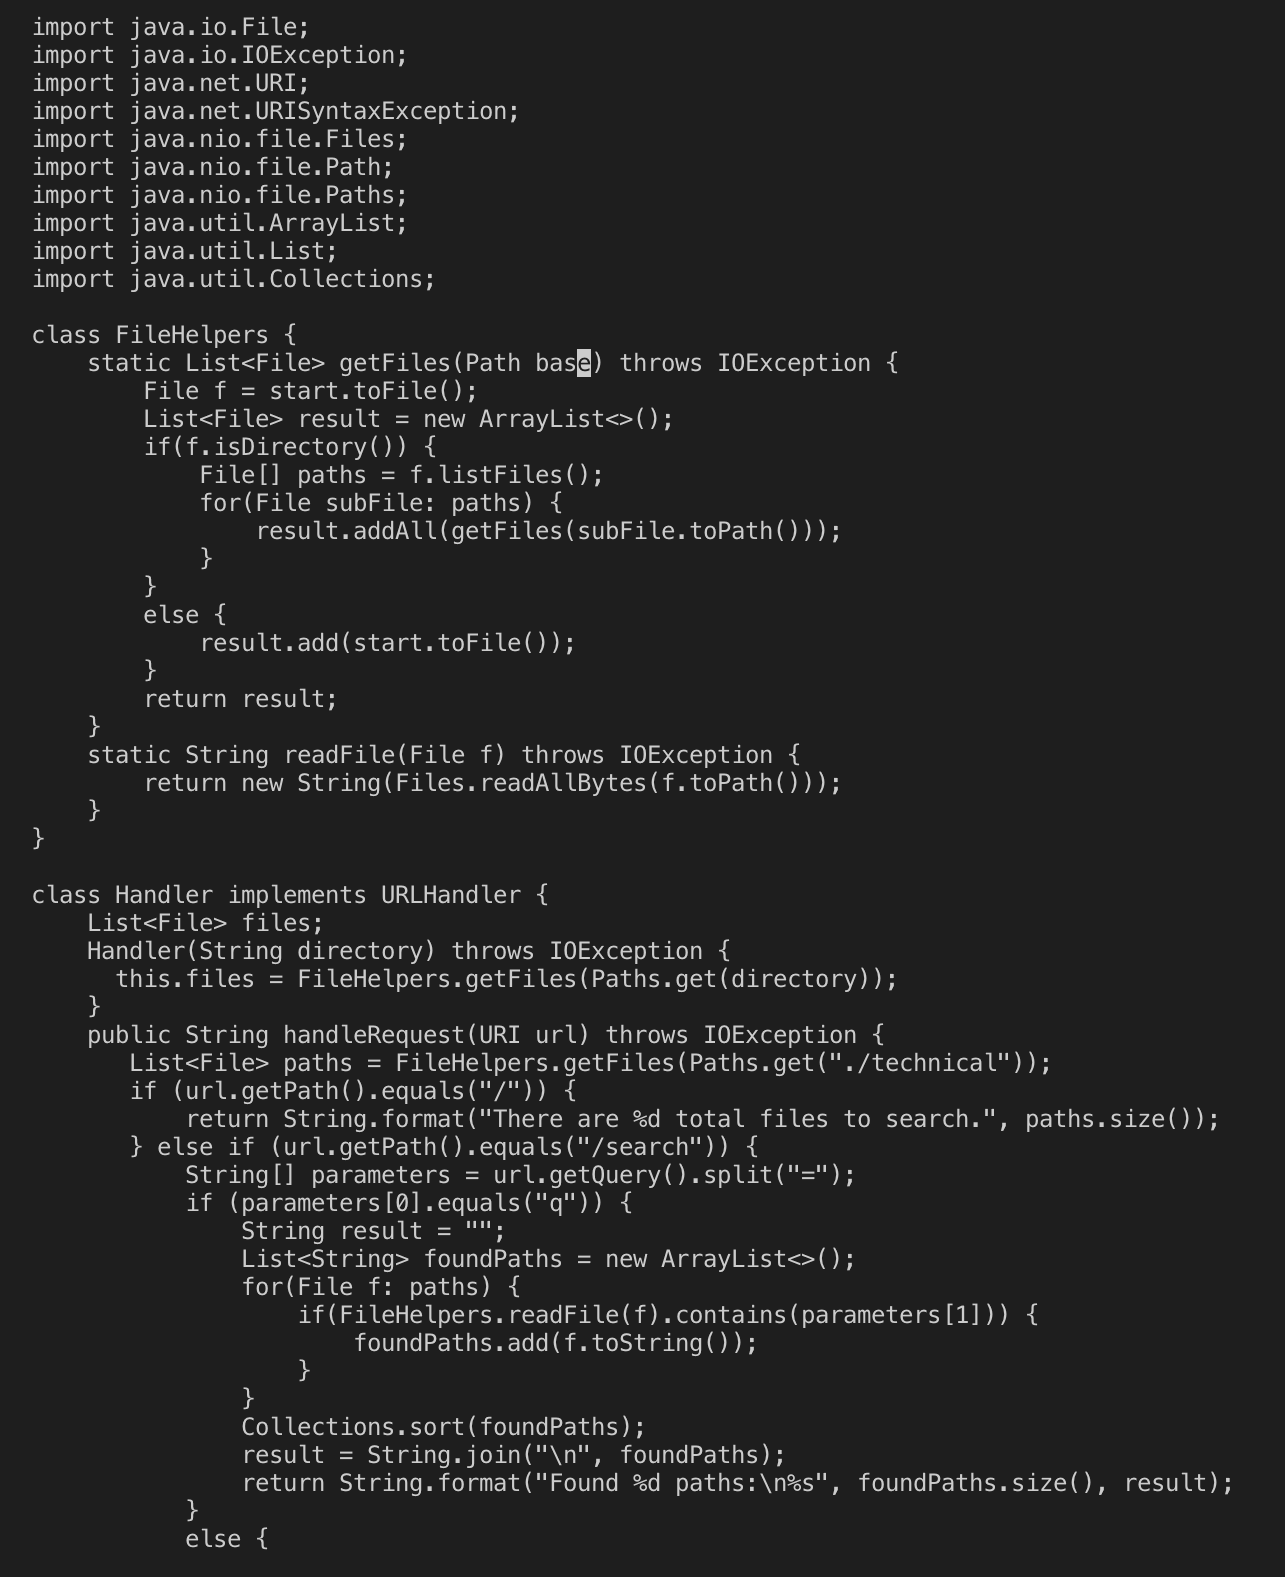 import java.io.File;
import java.io.IOException;
import java.net.URI;
import java.net.URISyntaxException;
import java.nio.file.Files;
import java.nio.file.Path;
import java.nio.file.Paths;
import java.util.ArrayList;
import java.util.List;
import java.util.Collections;

class FileHelpers {
    static List<File> getFiles(Path base) throws IOException {
        File f = start.toFile();
        List<File> result = new ArrayList<>();
        if(f.isDirectory()) {
            File[] paths = f.listFiles();
            for(File subFile: paths) {
                result.addAll(getFiles(subFile.toPath()));
            }
        }
        else {
            result.add(start.toFile());
        }
        return result;
    }
    static String readFile(File f) throws IOException {
        return new String(Files.readAllBytes(f.toPath()));
    }
}

class Handler implements URLHandler {
    List<File> files;
    Handler(String directory) throws IOException {
      this.files = FileHelpers.getFiles(Paths.get(directory));
    }
    public String handleRequest(URI url) throws IOException {
       List<File> paths = FileHelpers.getFiles(Paths.get("./technical"));
       if (url.getPath().equals("/")) {
           return String.format("There are %d total files to search.", paths.size());
       } else if (url.getPath().equals("/search")) {
           String[] parameters = url.getQuery().split("=");
           if (parameters[0].equals("q")) {
               String result = "";
               List<String> foundPaths = new ArrayList<>();
               for(File f: paths) {
                   if(FileHelpers.readFile(f).contains(parameters[1])) {
                       foundPaths.add(f.toString());
                   }
               }
               Collections.sort(foundPaths);
               result = String.join("\n", foundPaths);
               return String.format("Found %d paths:\n%s", foundPaths.size(), result);
           }
           else {